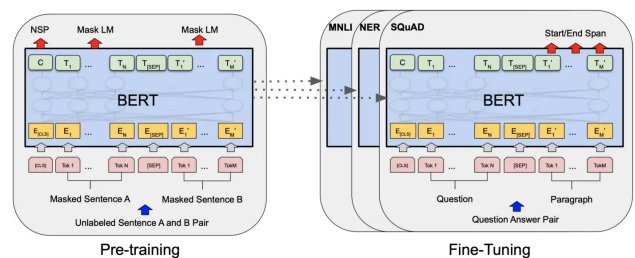 NSP Mask LM Mask LM
C T1 ... TN T[SEP] T1' ... TM'
BERT
E[CLS] E1 ... EN E[SEP] E1' ... EM'
[CLS] Tok 1 ... Tok N [SEP] Tok 1 ... TokM
Masked Sentence A Masked Sentence B
Unlabeled Sentence A and B Pair
Pre-training
MNLI NER SQuAD
Start/End Span
C T1 ... TN T[SEP] T1' ... TM'
BERT
E[CLS] E1 ... EN E[SEP] E1' ... EM'
[CLS] Tok 1 ... Tok N [SEP] Tok 1 ... TokM
Question Paragraph
Question Answer Pair
Fine-Tuning